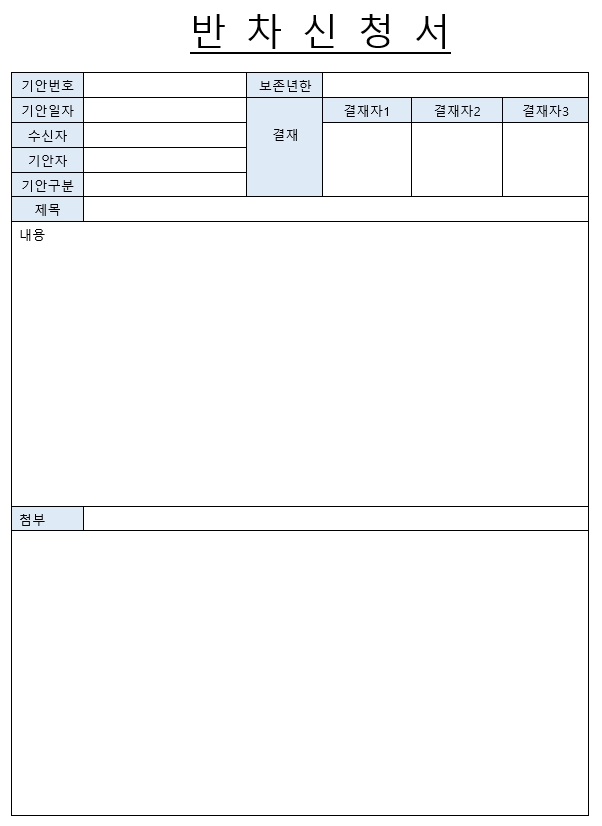 반 차 신 청 서
기안번호 보존년한
기안일자 결재 결재자1 결재자2 결재자3
수신자
기안자
기안구분
제목
내용
첨부